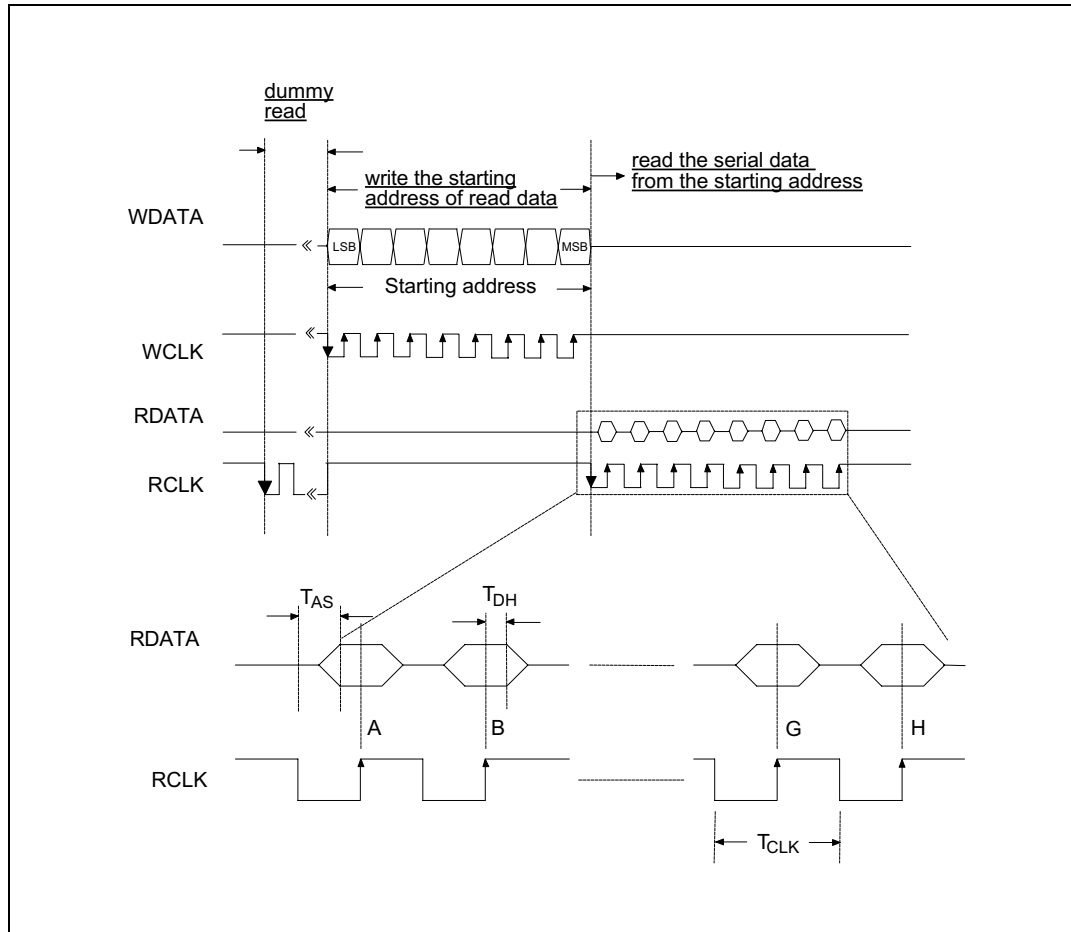 dummy
read
write the starting
address of read data
read the serial data
from the starting address
WDATA
LSB
MSB
Starting address
WCLK
RDATA
RCLK
TAS
TDH
RDATA
A
B
G
H
RCLK
TCLK